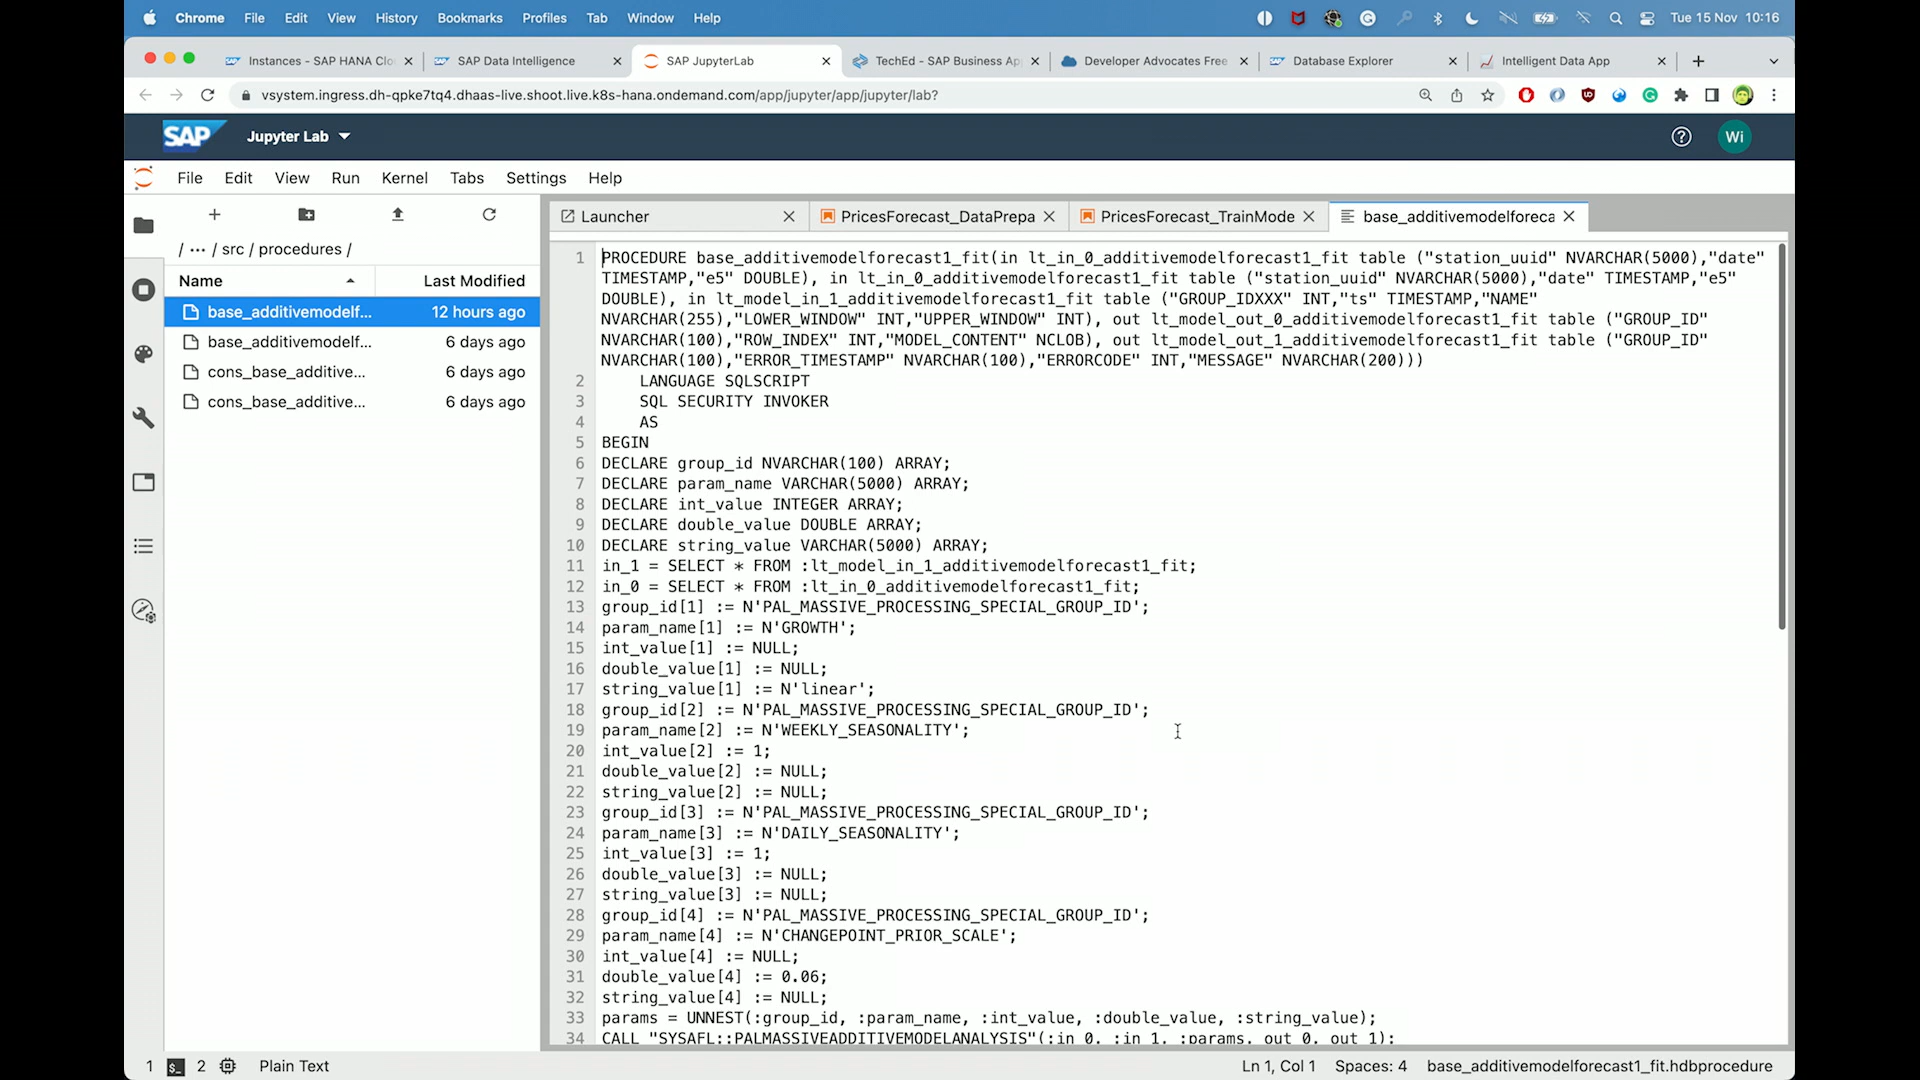 Chrome File Edit View History Bookmarks Profiles Tab Window Help Tue 15 Nov 10:16
Instances - SAP HANA Clo SAP Data Intelligence SAP JupyterLab TechEd - SAP Business Ap Developer Advocates Free Database Explorer Intelligent Data App
vsystem.ingress.dh-qpke7tq4.dhaas-live.shoot.live.k8s-hana.ondemand.com/app/jupyter/app/jupyter/lab?
SAP Jupyter Lab Wi
File Edit View Run Kernel Tabs Settings Help
Launcher PricesForecast_DataPrepa PricesForecast_TrainMode base_additivemodelforeca
/ ··· / src / procedures /
Name Last Modified
base_additivemodelf... 12 hours ago
base_additivemodelf... 6 days ago
cons_base_additive... 6 days ago
cons_base_additive... 6 days ago
1 PROCEDURE base_additivemodelforecast1_fit(in lt_in_0_additivemodelforecast1_fit table ("station_uuid" NVARCHAR(5000),"date"
TIMESTAMP,"e5" DOUBLE), in lt_in_0_additivemodelforecast1_fit table ("station_uuid" NVARCHAR(5000),"date" TIMESTAMP,"e5"
DOUBLE), in lt_model_in_1_additivemodelforecast1_fit table ("GROUP_IDXXX" INT,"ts" TIMESTAMP,"NAME"
NVARCHAR(255),"LOWER_WINDOW" INT,"UPPER_WINDOW" INT), out lt_model_out_0_additivemodelforecast1_fit table ("GROUP_ID"
NVARCHAR(100),"ROW_INDEX" INT,"MODEL_CONTENT" NCLOB), out lt_model_out_1_additivemodelforecast1_fit table ("GROUP_ID"
NVARCHAR(100),"ERROR_TIMESTAMP" NVARCHAR(100),"ERRORCODE" INT,"MESSAGE" NVARCHAR(200)))
2 LANGUAGE SQLSCRIPT
3 SQL SECURITY INVOKER
4 AS
5 BEGIN
6 DECLARE group_id NVARCHAR(100) ARRAY;
7 DECLARE param_name VARCHAR(5000) ARRAY;
8 DECLARE int_value INTEGER ARRAY;
9 DECLARE double_value DOUBLE ARRAY;
10 DECLARE string_value VARCHAR(5000) ARRAY;
11 in_1 = SELECT * FROM :lt_model_in_1_additivemodelforecast1_fit;
12 in_0 = SELECT * FROM :lt_in_0_additivemodelforecast1_fit;
13 group_id[1] := N'PAL_MASSIVE_PROCESSING_SPECIAL_GROUP_ID';
14 param_name[1] := N'GROWTH';
15 int_value[1] := NULL;
16 double_value[1] := NULL;
17 string_value[1] := N'linear';
18 group_id[2] := N'PAL_MASSIVE_PROCESSING_SPECIAL_GROUP_ID';
19 param_name[2] := N'WEEKLY_SEASONALITY';
20 int_value[2] := 1;
21 double_value[2] := NULL;
22 string_value[2] := NULL;
23 group_id[3] := N'PAL_MASSIVE_PROCESSING_SPECIAL_GROUP_ID';
24 param_name[3] := N'DAILY_SEASONALITY';
25 int_value[3] := 1;
26 double_value[3] := NULL;
27 string_value[3] := NULL;
28 group_id[4] := N'PAL_MASSIVE_PROCESSING_SPECIAL_GROUP_ID';
29 param_name[4] := N'CHANGEPOINT_PRIOR_SCALE';
30 int_value[4] := NULL;
31 double_value[4] := 0.06;
32 string_value[4] := NULL;
33 params = UNNEST(:group_id, :param_name, :int_value, :double_value, :string_value);
34 CALL "SYSAFL::PALMASSIVEADDITIVEMODELANALYSIS"(:in_0, :in_1, :params, out_0, out_1);
1 2 Plain Text Ln 1, Col 1 Spaces: 4 base_additivemodelforecast1_fit.hdbprocedure